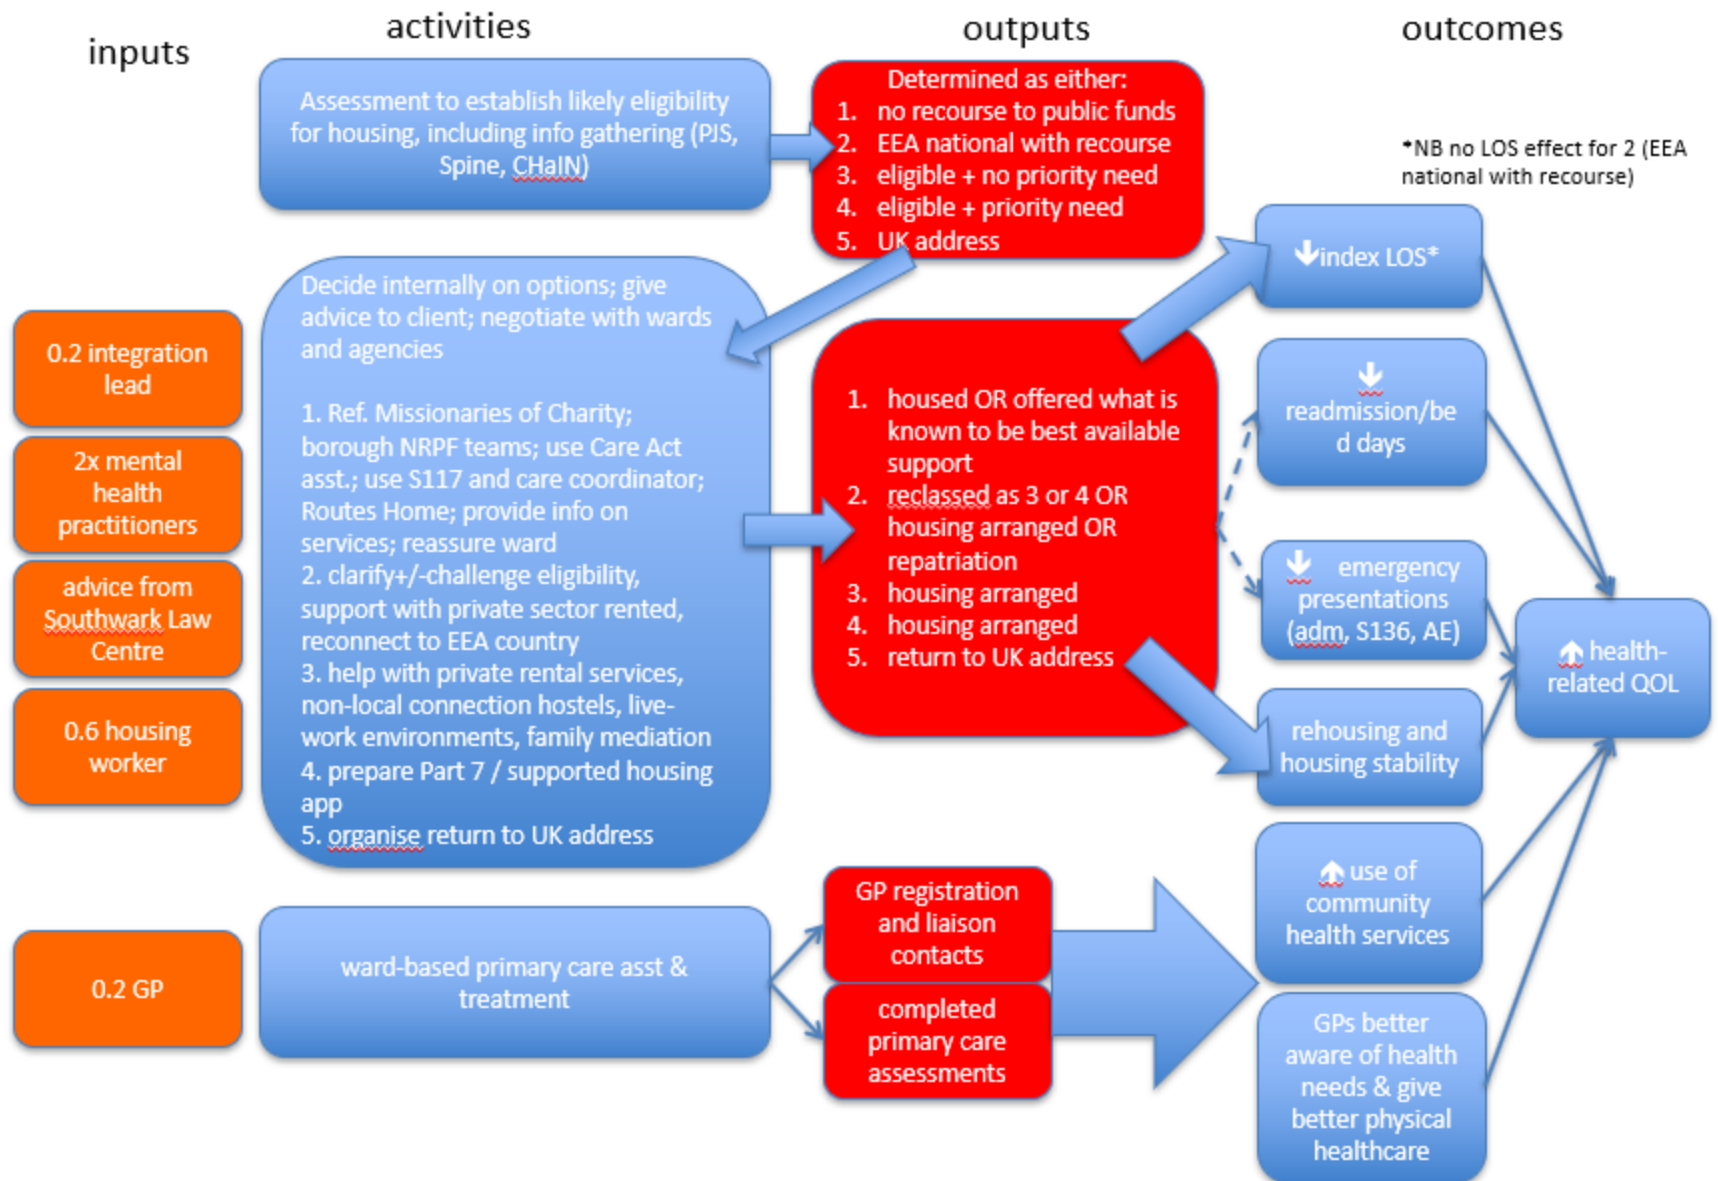 inputs
activities
outputs
outcomes
Assessment to establish likely eligibility
for housing, including info gathering (PJS,
Spine, CHaIN)
Determined as either:
1. no recourse to public funds
2. EEA national with recourse
3. eligible + no priority need
4. eligible + priority need
5. UK address
*NB no LOS effect for 2 (EEA
national with recourse)
0.2 integration
lead
2x mental
health
practitioners
advice from
Southwark Law
Centre
0.6 housing
worker
Decide internally on options; give
advice to client; negotiate with wards
and agencies
1. Ref. Missionaries of Charity;
borough NRPF teams; use Care Act
asst.; use S117 and care coordinator;
Routes Home; provide info on
services; reassure ward
2. clarify+/-challenge eligibility,
support with private sector rented,
reconnect to EEA country
3. help with private rental services,
non-local connection hostels, live-
work environments, family mediation
4. prepare Part 7 / supported housing
app
5. organise return to UK address
1. housed OR offered what is
known to be best available
support
2. reclassed as 3 or 4 OR
housing arranged OR
repatriation
3. housing arranged
4. housing arranged
5. return to UK address
index LOS*
readmission/be
d days
emergency
presentations
(adm, S136, AE)
rehousing and
housing stability
health-
related QOL
0.2 GP
ward-based primary care asst &
treatment
GP registration
and liaison
contacts
completed
primary care
assessments
use of
community
health services
GPs better
aware of health
needs & give
better physical
healthcare